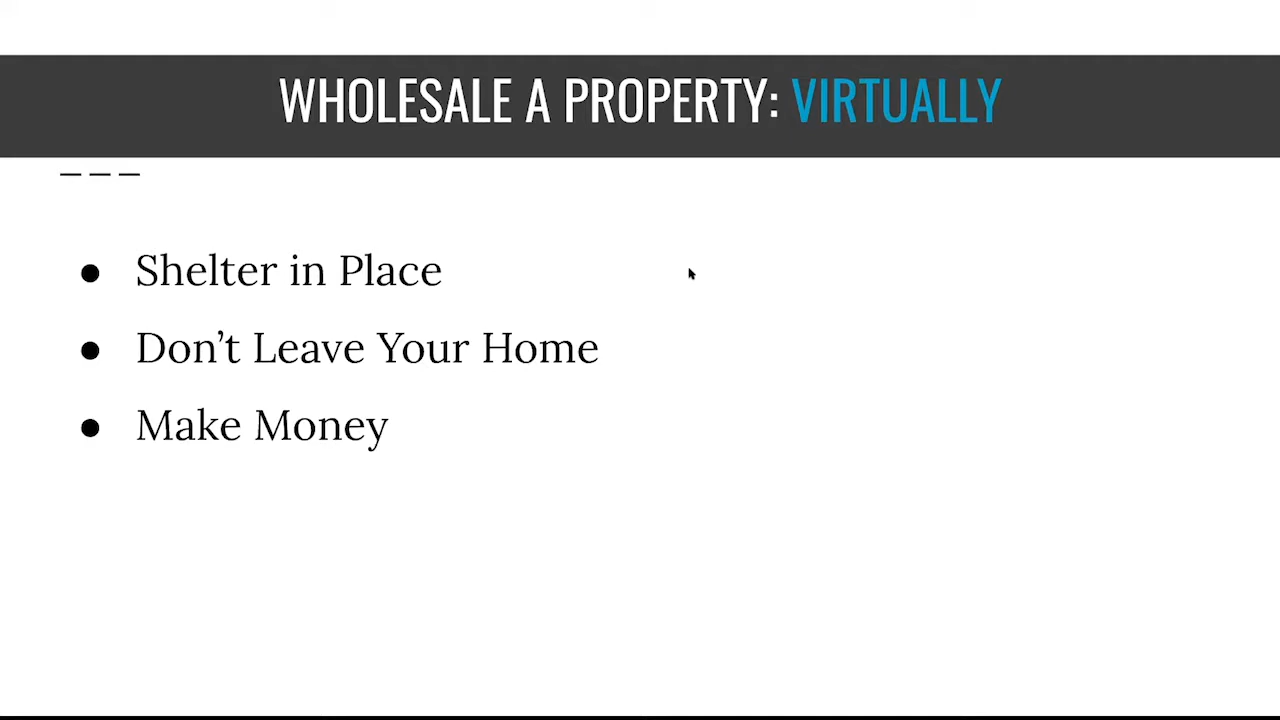 WHOLESALE A PROPERTY: VIRTUALLY
● Shelter in Place
● Don’t Leave Your Home
● Make Money